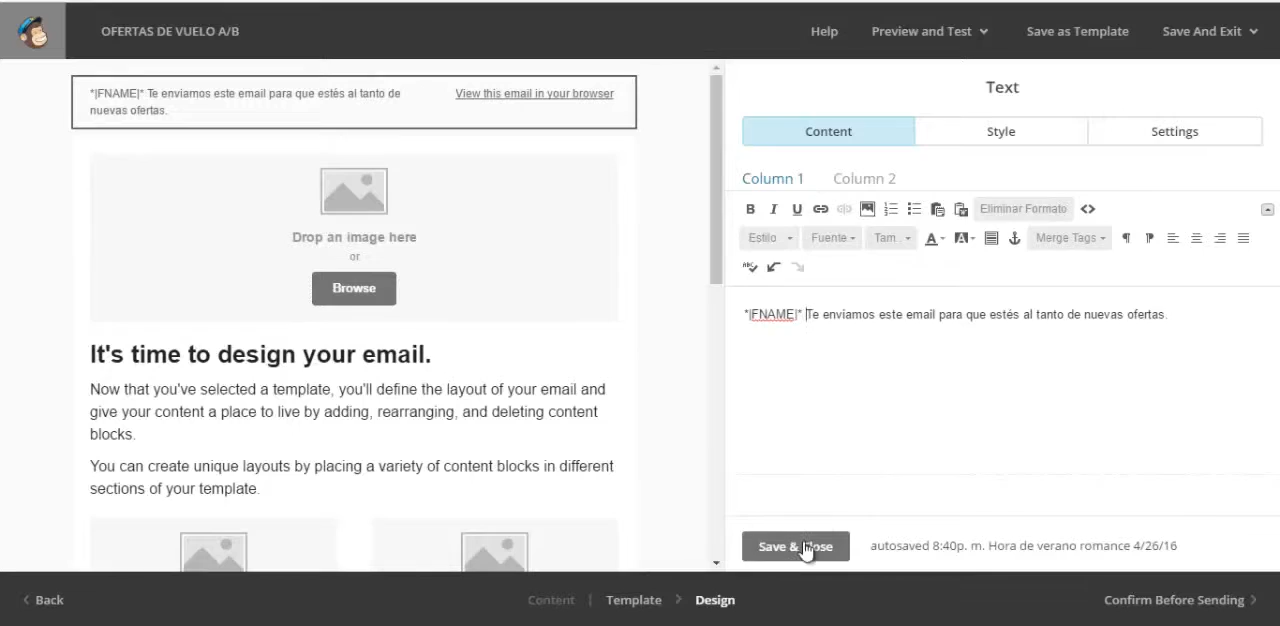 OFERTAS DE VUELO A/B
Help
Preview and Test
Save as Template
Save And Exit
*|FNAME|* Te enviamos este email para que estés al tanto de
nuevas ofertas.
View this email in your browser
Drop an image here
or
Browse
It's time to design your email.
Now that you've selected a template, you'll define the layout of your email and
give your content a place to live by adding, rearranging, and deleting content
blocks.
You can create unique layouts by placing a variety of content blocks in different
sections of your template.
Text
Content
Style
Settings
Column 1
Column 2
B I U
Eliminar Formato
Estilo
Fuente
Tam
A
A
Merge Tags
ABC
*|FNAME|* Te enviamos este email para que estés al tanto de nuevas ofertas.
Save & Close
autosaved 8:40p. m. Hora de verano romance 4/26/16
Back
Content | Template > Design
Confirm Before Sending